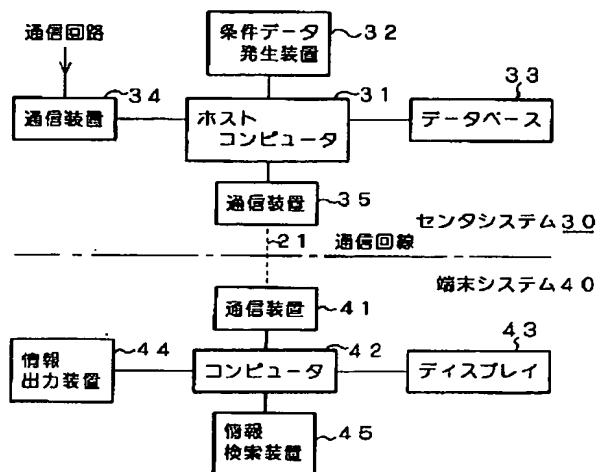 通信回路
条件データ
発生装置
32
34
通信装置
31
ホスト
コンピュータ
33
データベース
通信装置
35
センタシステム30
21
通信回線
端末システム40
通信装置
41
42
43
44
情報
出力装置
コンピュータ
ディスプレイ
情報
検索装置
45